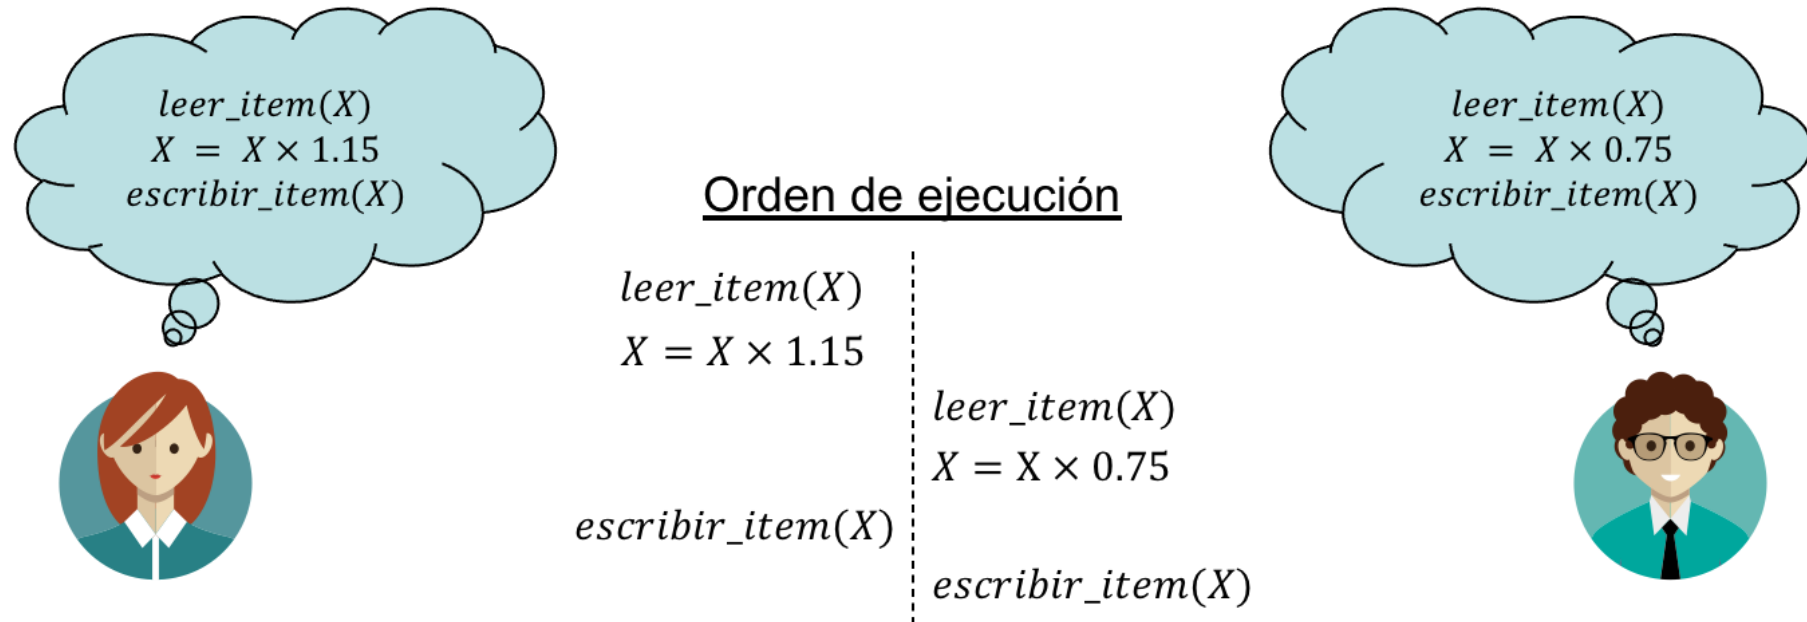 leer_item(X)
X = X × 1.15
escribir_item(X)
leer_item(X)
X = X × 0.75
escribir_item(X)
Orden de ejecución
leer_item(X)
X = X × 1.15
leer_item(X)
X = X × 0.75
escribir_item(X)
escribir_item(X)